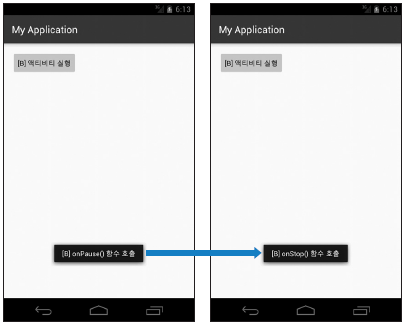 6:13
My Application
[B] 액티비티 실행
[B] onPause() 함수 호출
6:13
My Application
[B] 액티비티 실행
[B] onStop() 함수 호출